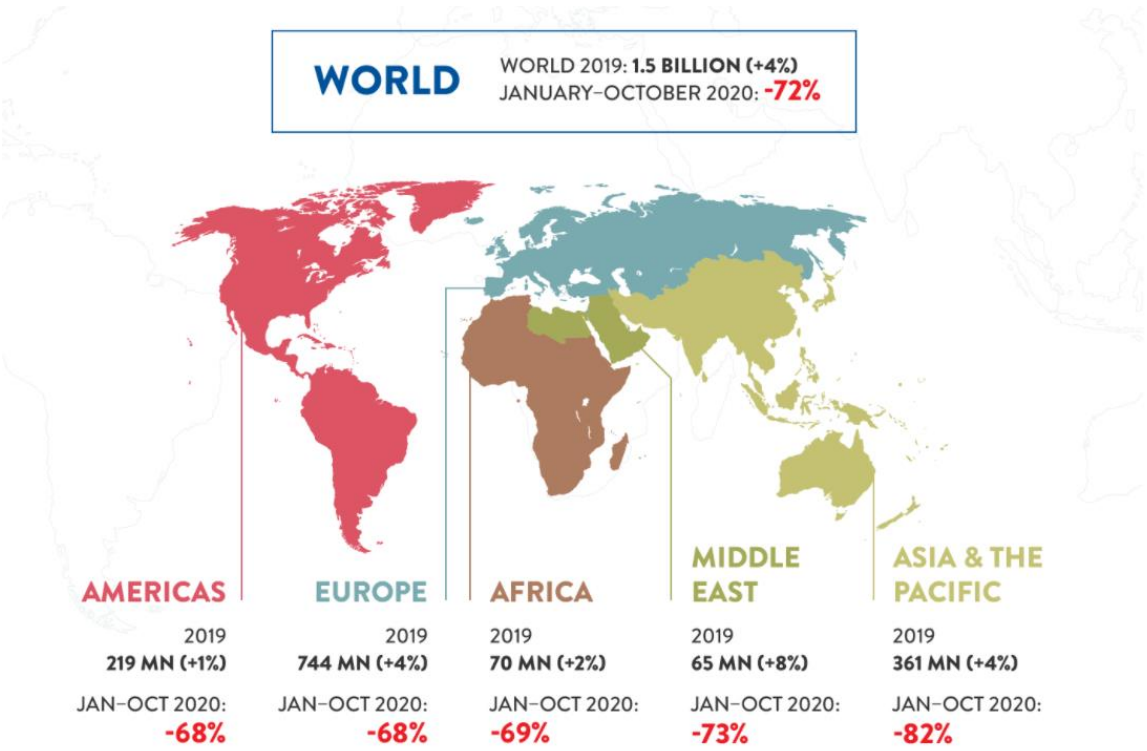 WORLD
WORLD 2019: 1.5 BILLION (+4%)
JANUARY–OCTOBER 2020: -72%
AMERICAS
2019
219 MN (+1%)
JAN–OCT 2020:
-68%
EUROPE
2019
744 MN (+4%)
JAN–OCT 2020:
-68%
AFRICA
2019
70 MN (+2%)
JAN–OCT 2020:
-69%
MIDDLE
EAST
2019
65 MN (+8%)
JAN–OCT 2020:
-73%
ASIA & THE
PACIFIC
2019
361 MN (+4%)
JAN–OCT 2020:
-82%